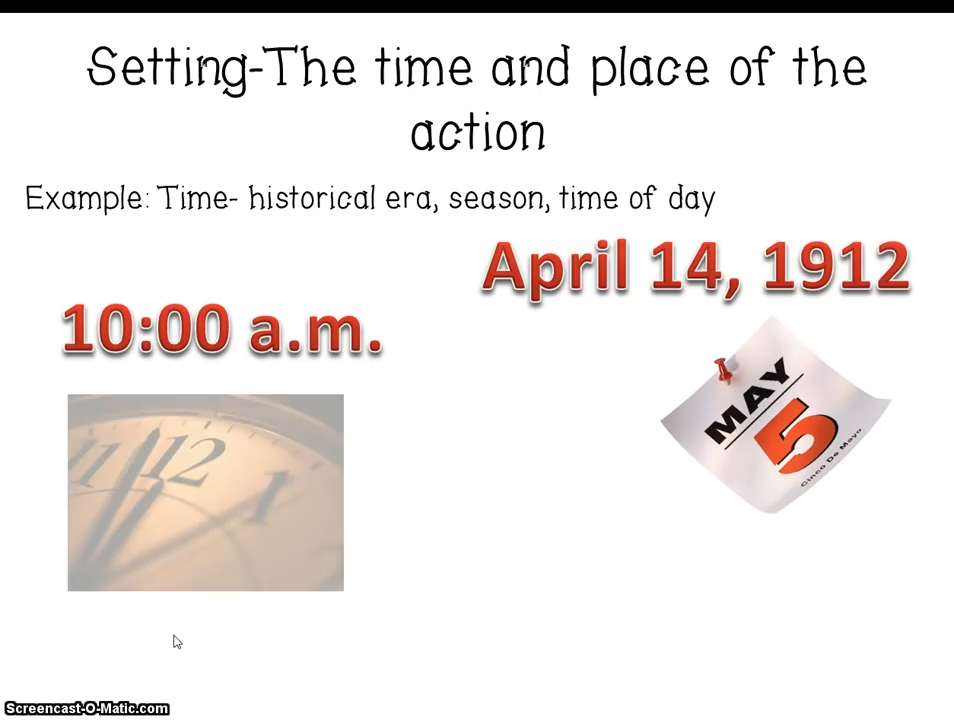 Setting-The time and place of the
action
Example: Time- historical era, season, time of day
April 14, 1912
10:00 a.m.
MAY
5
Cinco De Mayo
11 12 1
Screencast-O-Matic.com